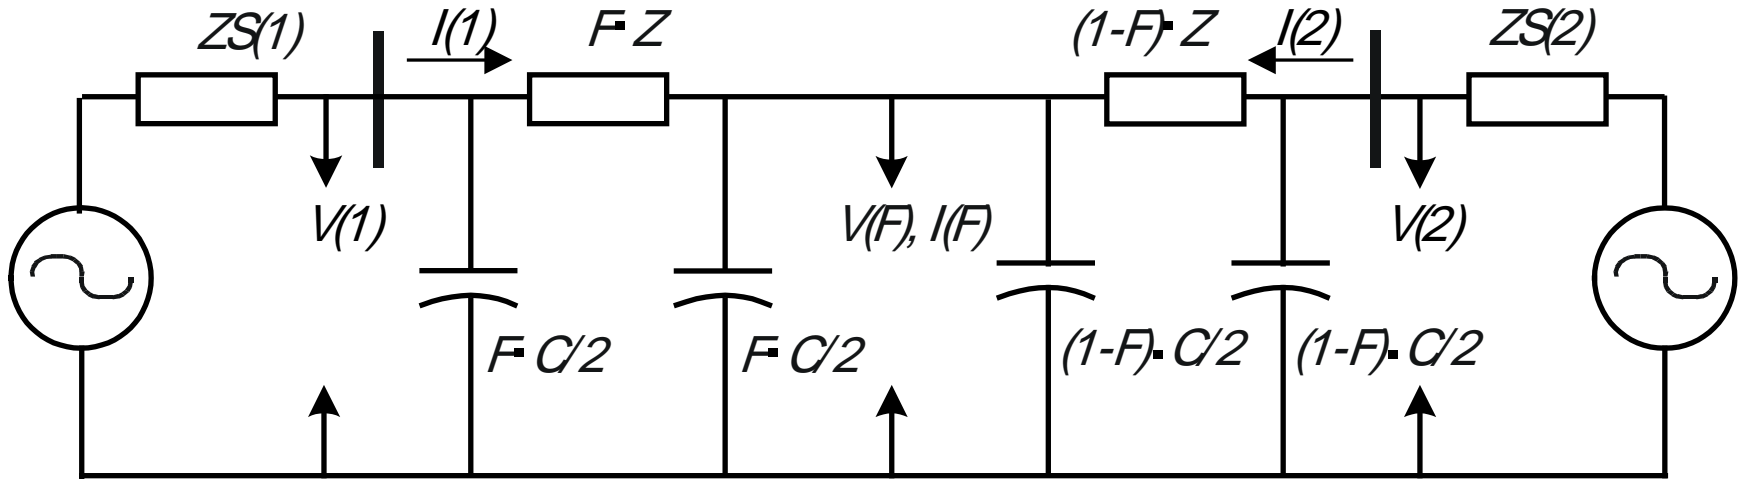 ZS(1)
I(1)
F▪Z
(1-F)▪Z
I(2)
ZS(2)
V(1)
V(F), I(F)
V(2)
F▪C/2
F▪C/2
(1-F)▪C/2
(1-F)▪C/2